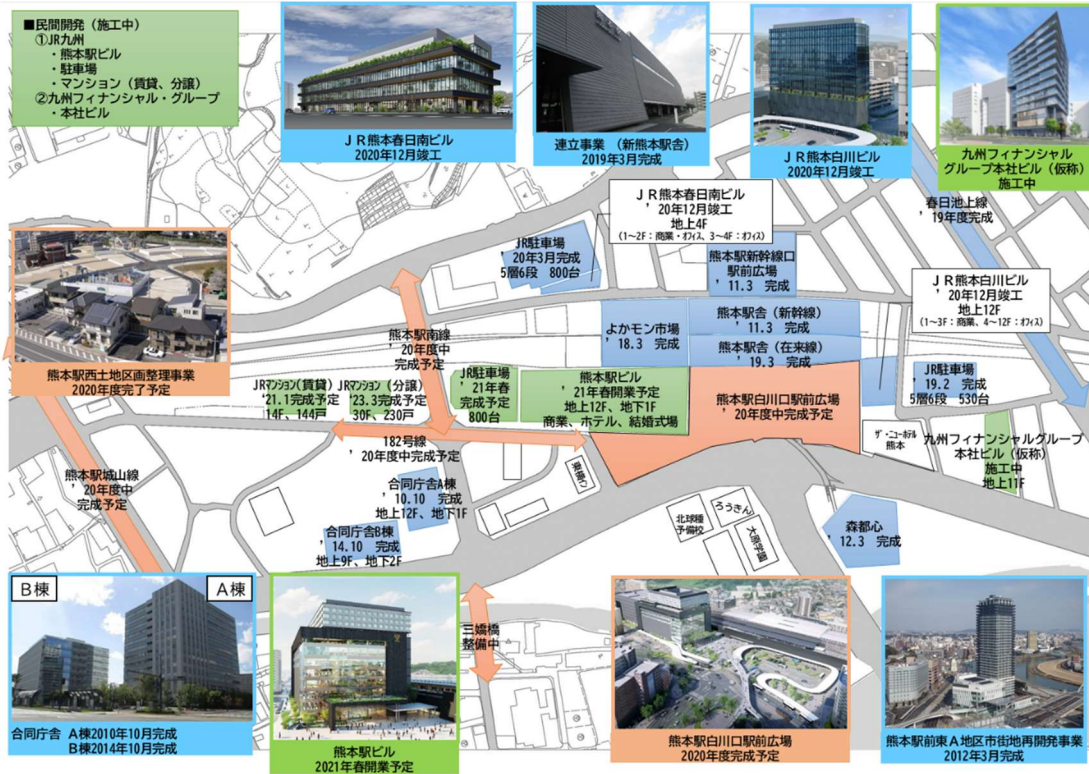 ■民間開発（施工中）
①JR九州
・熊本駅ビル
・駐車場
・マンション（賃貸、分譲）
②九州フィナンシャル・グループ
・本社ビル
ＪＲ熊本春日南ビル
2020年12月竣工
連立事業 （新熊本駅舎）
2019年3月完成
ＪＲ熊本白川ビル
2020年12月竣工
九州フィナンシャル
グループ本社ビル（仮称）
施工中
春日池上線
’19年度完成
ＪＲ熊本春日南ビル
’20年12月竣工
地上4F
（1～2F：商業・オフィス、3～4F：オフィス）
JR駐車場
’20年3月完成
5層6段 800台
熊本駅新幹線口
駅前広場
’11.3 完成
ＪＲ熊本白川ビル
’20年12月竣工
地上12F
（1～3F：商業、4～12F：オフィス）
熊本駅西土地区画整理事業
2020年度完了予定
熊本駅南線
’20年度中
完成予定
よかモン市場
’18.3 完成
熊本駅舎（新幹線）
’11.3 完成
熊本駅舎（在来線）
’19.3 完成
JRマンション（賃貸）
’21.1完成予定
14F、144戸
JRマンション（分譲）
’23.3完成予定
30F、230戸
JR駐車場
’21年春
完成予定
800台
熊本駅ビル
’21年春開業予定
地上12F、地下1F
商業、ホテル、結婚式場
熊本駅白川口駅前広場
’20年度中完成予定
JR駐車場
’19.2 完成
5層6段 530台
ザ・ニューホテル
熊本
九州フィナンシャルグループ
本社ビル（仮称）
施工中
地上11F
182号線
’20年度中完成予定
熊本駅城山線
’20年度中
完成予定
合同庁舎A棟
’10.10 完成
地上12F、地下1F
合同庁舎B棟
’14.10 完成
地上9F、地下2F
東横イン
北球種
予備校
ろうきん
大原学園
森都心
’12.3 完成
三嬌橋
整備中
B棟
A棟
合同庁舎 A棟2010年10月完成
B棟2014年10月完成
熊本駅ビル
2021年春開業予定
熊本駅白川口駅前広場
2020年度完成予定
熊本駅前東A地区市街地再開発事業
2012年3月完成